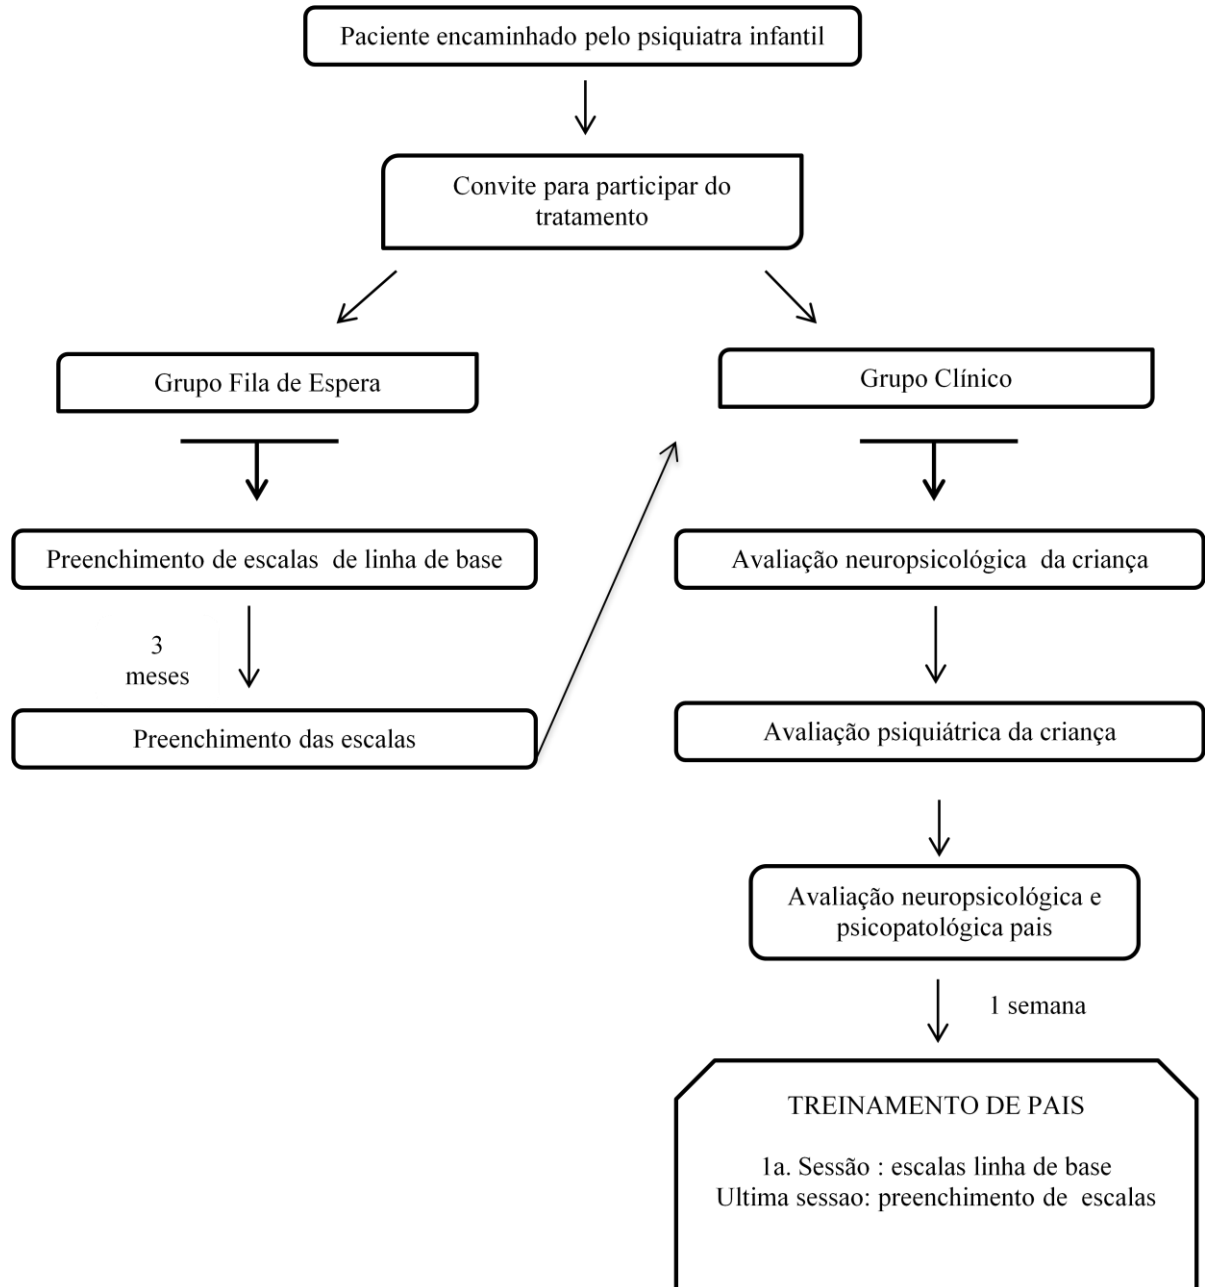 Paciente encaminhado pelo psiquiatra infantil
Convite para participar do
tratamento
Grupo Fila de Espera
Grupo Clínico
Preenchimento de escalas de linha de base
3
meses
Preenchimento das escalas
Avaliação neuropsicológica da criança
Avaliação psiquiátrica da criança
Avaliação neuropsicológica e
psicopatológica pais
1 semana
TREINAMENTO DE PAIS
1a. Sessão : escalas linha de base
Ultima sessao: preenchimento de escalas